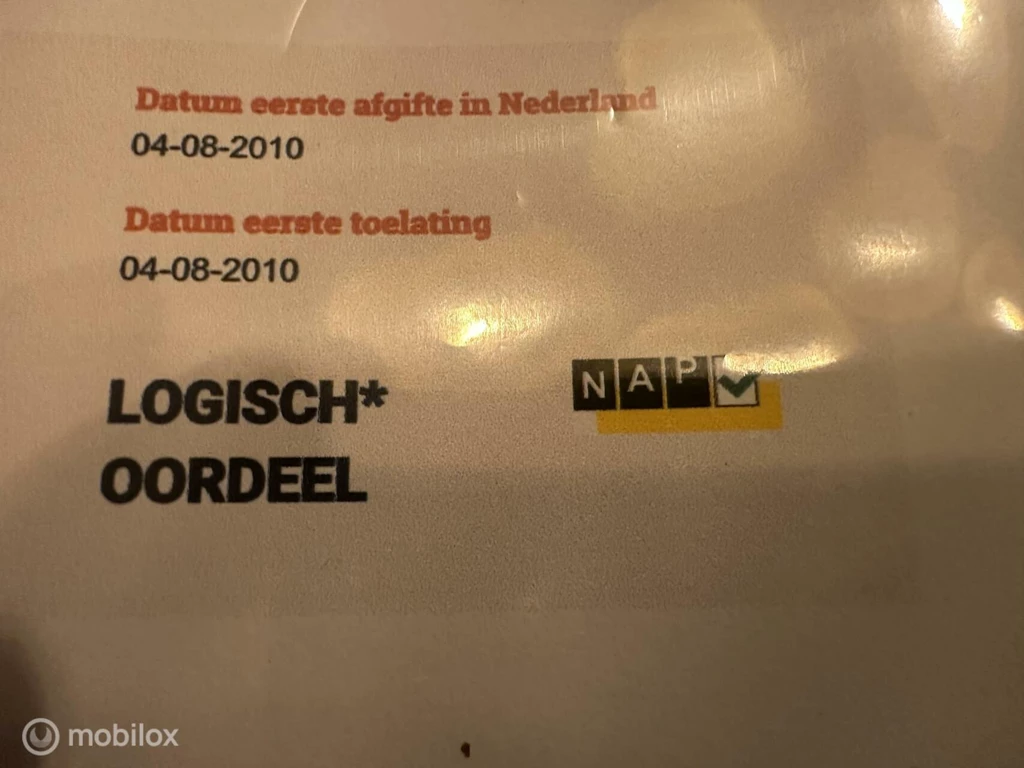 Datum eerste afgifte in Nederland
04-08-2010
Datum eerste toelating
04-08-2010
LOGISCH*
NAP
OORDEEL
mobilox